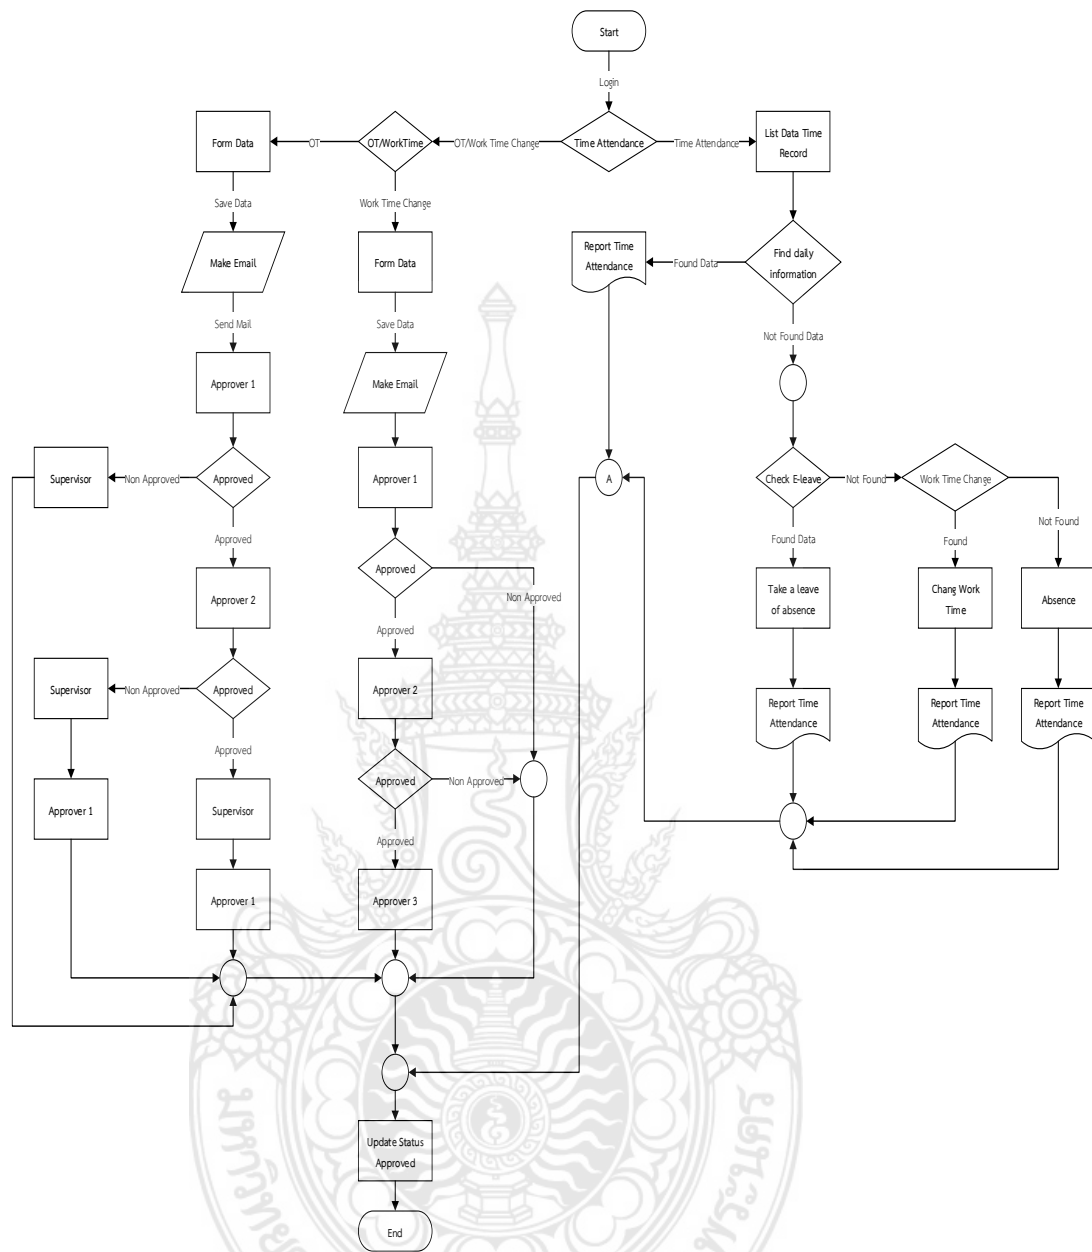 Start
Login
Form Data
OT
OT/WorkTime
OT/Work Time Change
Time Attendance
Time Attendance
List Data Time
Record
Save Data
Work Time Change
Make Email
Form Data
Report Time
Attendance
Found Data
Find daily
information
Send Mail
Save Data
Not Found Data
Approver 1
Make Email
Supervisor
Non Approved
Approved
Approver 1
A
Check E-leave
Not Found
Work Time Change
Not Found
Approved
Found Data
Found
Approver 2
Approved
Non Approved
Take a leave
of absence
Chang Work
Time
Absence
Approved
Supervisor
Non Approved
Approved
Approver 2
Report Time
Attendance
Report Time
Attendance
Report Time
Attendance
Approved
Approver 1
Supervisor
Approved
Non Approved
Approved
Approver 1
Approver 3
Update Status
Approved
End